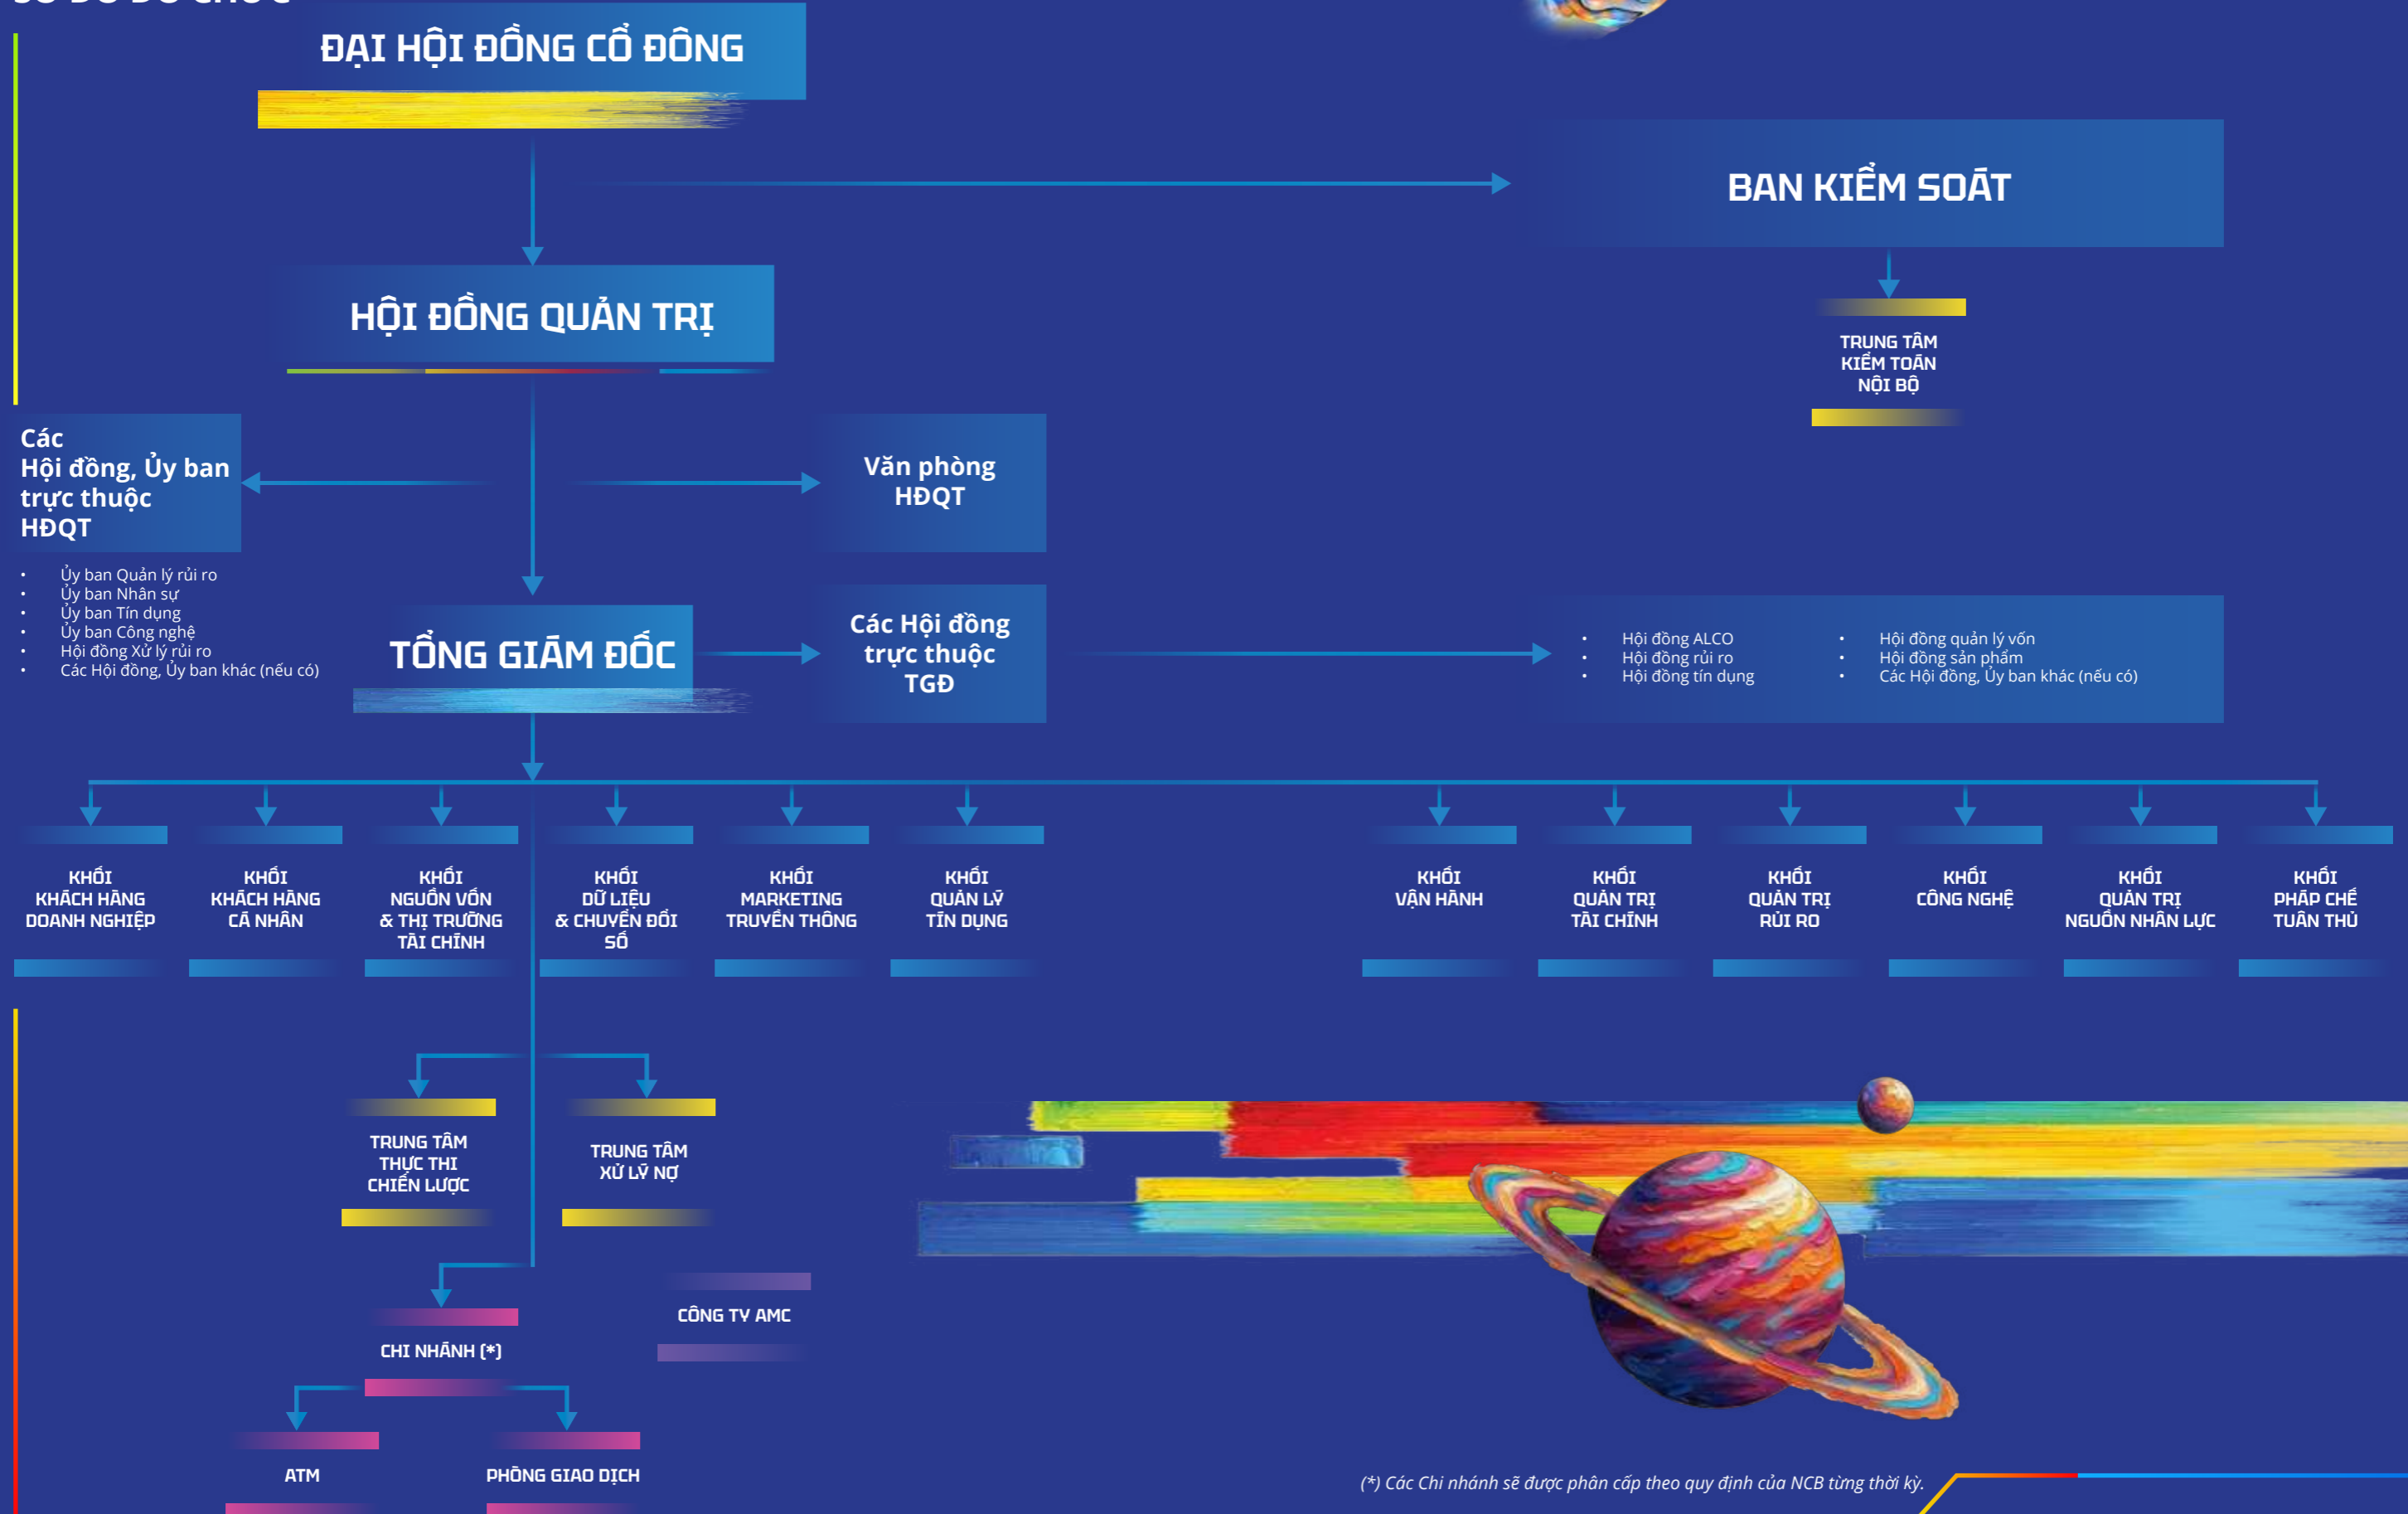 ĐẠI HỘI ĐỒNG CỔ ĐÔNG
BAN KIỂM SOÁT
TRUNG TÂM
KIỂM TOÁN
NỘI BỘ
HỘI ĐỒNG QUẢN TRỊ
Các
Hội đồng, Ủy ban
trực thuộc
HĐQT
• Ủy ban Quản lý rủi ro
• Ủy ban Nhân sự
• Ủy ban Tín dụng
• Ủy ban Công nghệ
• Hội đồng Xử lý rủi ro
• Các Hội đồng, Ủy ban khác (nếu có)
Văn phòng
HĐQT
TỔNG GIÁM ĐỐC
Các Hội đồng
trực thuộc
TGĐ
• Hội đồng ALCO
• Hội đồng rủi ro
• Hội đồng tín dụng
• Hội đồng quản lý vốn
• Hội đồng sản phẩm
• Các Hội đồng, Ủy ban khác (nếu có)
KHỐI
KHÁCH HÀNG
DOANH NGHIỆP
KHỐI
KHÁCH HÀNG
CÁ NHÂN
KHỐI
NGUỒN VỐN
& THỊ TRƯỜNG
TÀI CHÍNH
KHỐI
DỮ LIỆU
& CHUYỂN ĐỔI
SỐ
KHỐI
MARKETING
TRUYỀN THÔNG
KHỐI
QUẢN LÝ
TÍN DỤNG
KHỐI
VẬN HÀNH
KHỐI
QUẢN TRỊ
TÀI CHÍNH
KHỐI
QUẢN TRỊ
RỦI RO
KHỐI
CÔNG NGHỆ
KHỐI
QUẢN TRỊ
NGUỒN NHÂN LỰC
KHỐI
PHÁP CHẾ
TUÂN THỦ
TRUNG TÂM
THỰC THI
CHIẾN LƯỢC
TRUNG TÂM
XỬ LÝ NỢ
CÔNG TY AMC
CHI NHÁNH (*)
ATM
PHÒNG GIAO DỊCH
(*) Các Chi nhánh sẽ được phân cấp theo quy định của NCB từng thời kỳ.